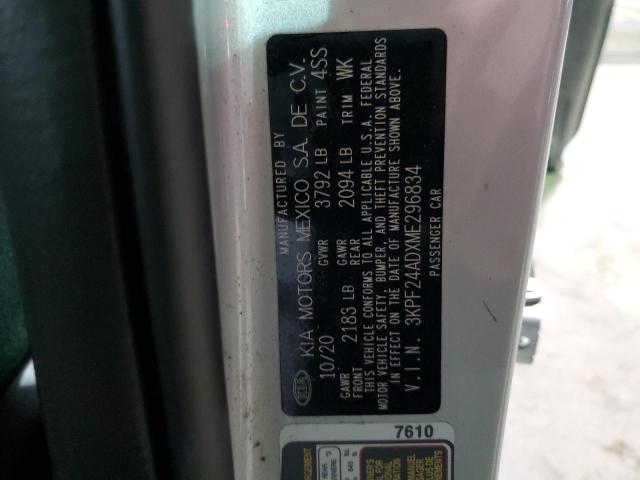 MANUFACTURED BY
KIA KIA MOTORS MEXICO S.A. DE C.V.
10/20 GVWR 3792 LB PAINT 4SS
GAWR FRONT 2183 LB GAWR REAR 2094 LB TRIM WK
THIS VEHICLE CONFORMS TO ALL APPLICABLE U.S.A. FEDERAL
MOTOR VEHICLE SAFETY, BUMPER, AND THEFT PREVENTION STANDARDS
IN EFFECT ON THE DATE OF MANUFACTURE SHOWN ABOVE.
V.I.N. 3KPF24ADXME296834
PASSENGER CAR
7610